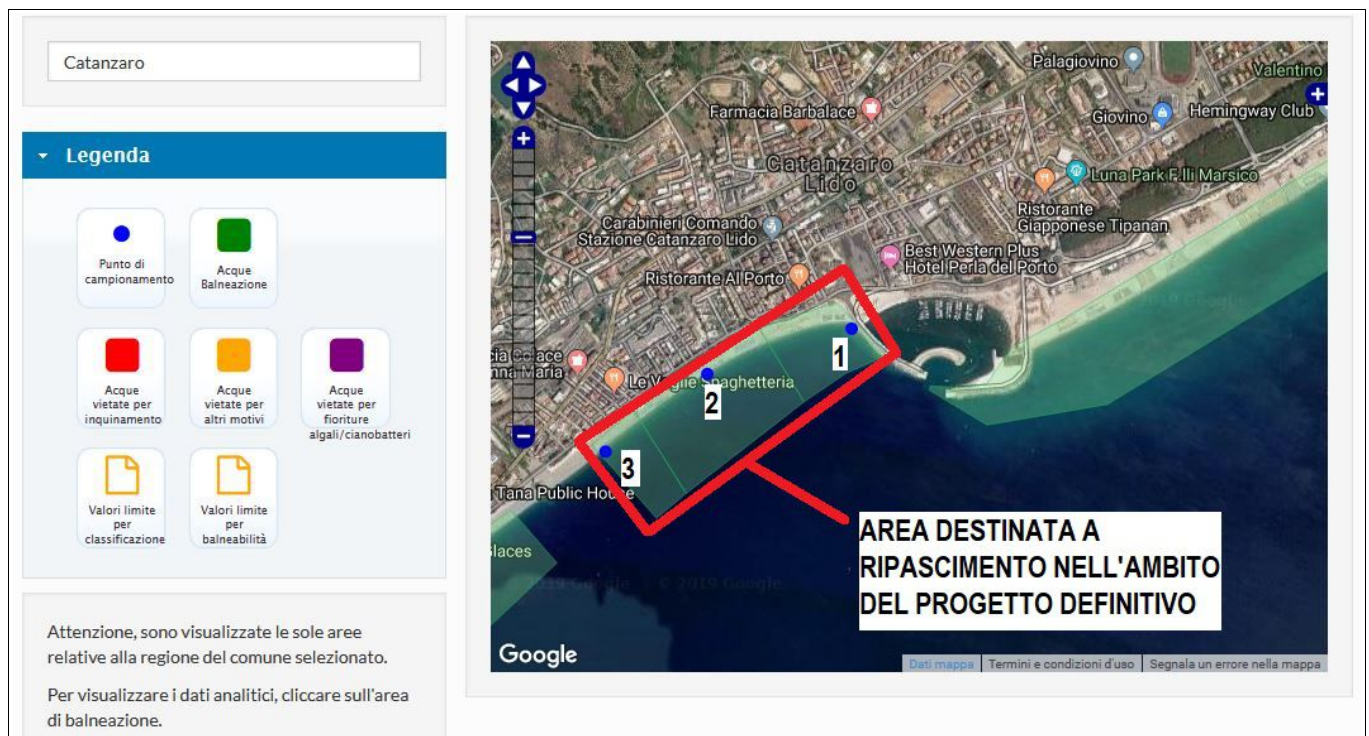 Catanzaro
Legenda
Punto di
campionamento
Acque
Balneazione
Acque
vietate per
inquinamento
Acque
vietate per
altri motivi
Acque
vietate per
fioriture
algali/cianobatteri
Valori limite
per
classificazione
Valori limite
per
balneabilità
Attenzione, sono visualizzate le sole aree
relative alla regione del comune selezionato.
Per visualizzare i dati analitici, cliccare sull'area
di balneazione.
Palagiovino
Valentino
Farmacia Barbalace
Giovino
Hemingway Club
Catanzaro
Lido
Luna Park F.lli Marsico
Carabinieri Comando
Stazione Catanzaro Lido
Ristorante
Giapponese Tipanan
Best Western Plus
Hotel Perla del Porto
Ristorante Al Porto
1
Le Voglie Spaghetteria
2
3
Tana Public House
AREA DESTINATA A
RIPASCIMENTO NELL'AMBITO
DEL PROGETTO DEFINITIVO
Glaces
© 2019 Google
Google
Dati mappa
Termini e condizioni d'uso
Segnala un errore nella mappa